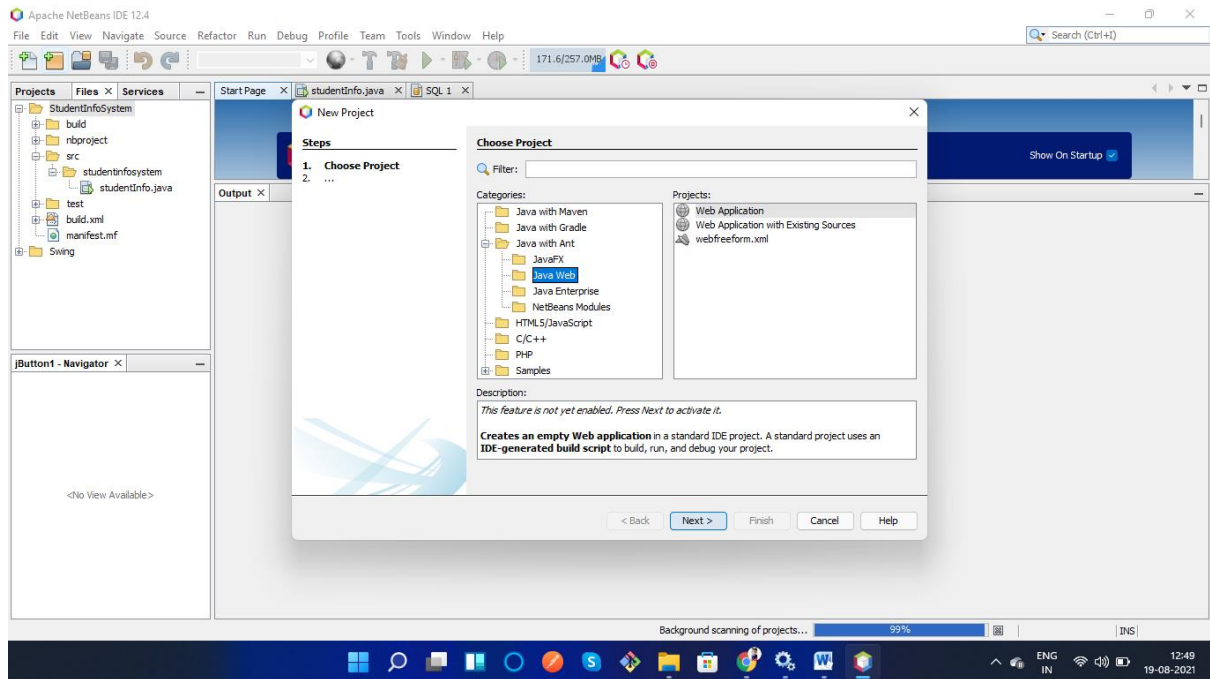 Apache NetBeans IDE 12.4
File Edit View Navigate Source Refactor Run Debug Profile Team Tools Window Help
Search (Ctrl+I)
171.6/257.0MB
Projects Files Services
Start Page studentInfo.java SQL 1
StudentInfoSystem
build
nbproject
src
studentinfosystem
studentInfo.java
test
build.xml
manifest.mf
Swing
Show On Startup
Output
jButton1 - Navigator
<No View Available>
New Project
Steps
1. Choose Project
2. ...
Choose Project
Filter:
Categories:
Java with Maven
Java with Gradle
Java with Ant
JavaFX
Java Web
Java Enterprise
NetBeans Modules
HTML5/JavaScript
C/C++
PHP
Samples
Projects:
Web Application
Web Application with Existing Sources
webfreeform.xml
Description:
This feature is not yet enabled. Press Next to activate it.
Creates an empty Web application in a standard IDE project. A standard project uses an
IDE-generated build script to build, run, and debug your project.
< Back Next > Finish Cancel Help
Background scanning of projects... 99% INS
ENG
IN
12:49
19-08-2021